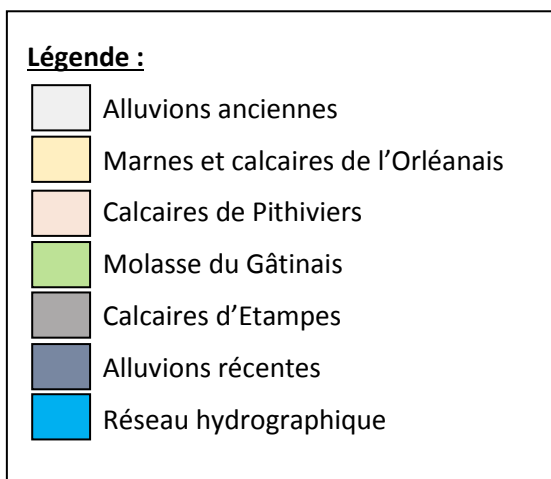 Légende :
Alluvions anciennes
Marnes et calcaires de l'Orléanais
Calcaires de Pithiviers
Molasse du Gâtinais
Calcaires d'Etampes
Alluvions récentes
Réseau hydrographique